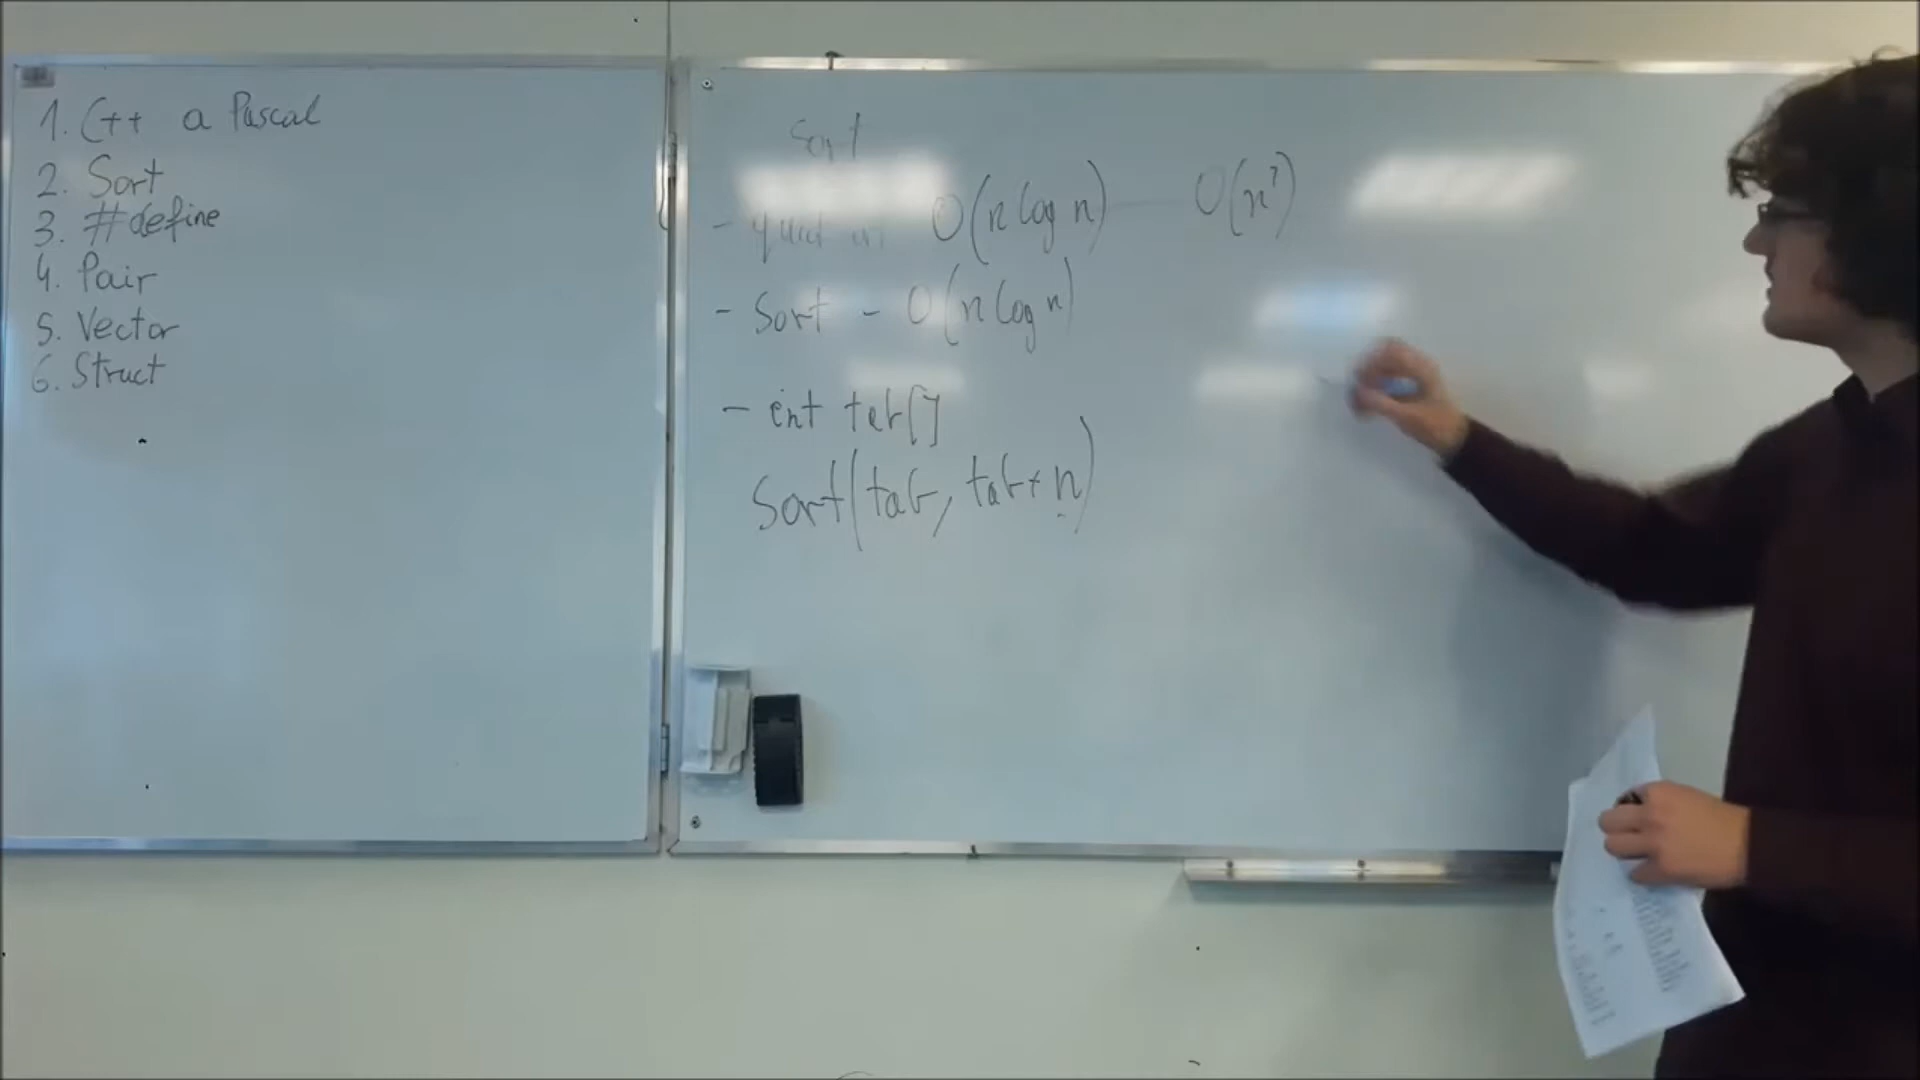 1. C++ a Pascal
2. Sort
3. #define
4. Pair
5. Vector
6. Struct
Sort
- O(n log n) — O(n²)
- Sort - O(n log n)
- int tab[]
Sort(tab, tab+n)